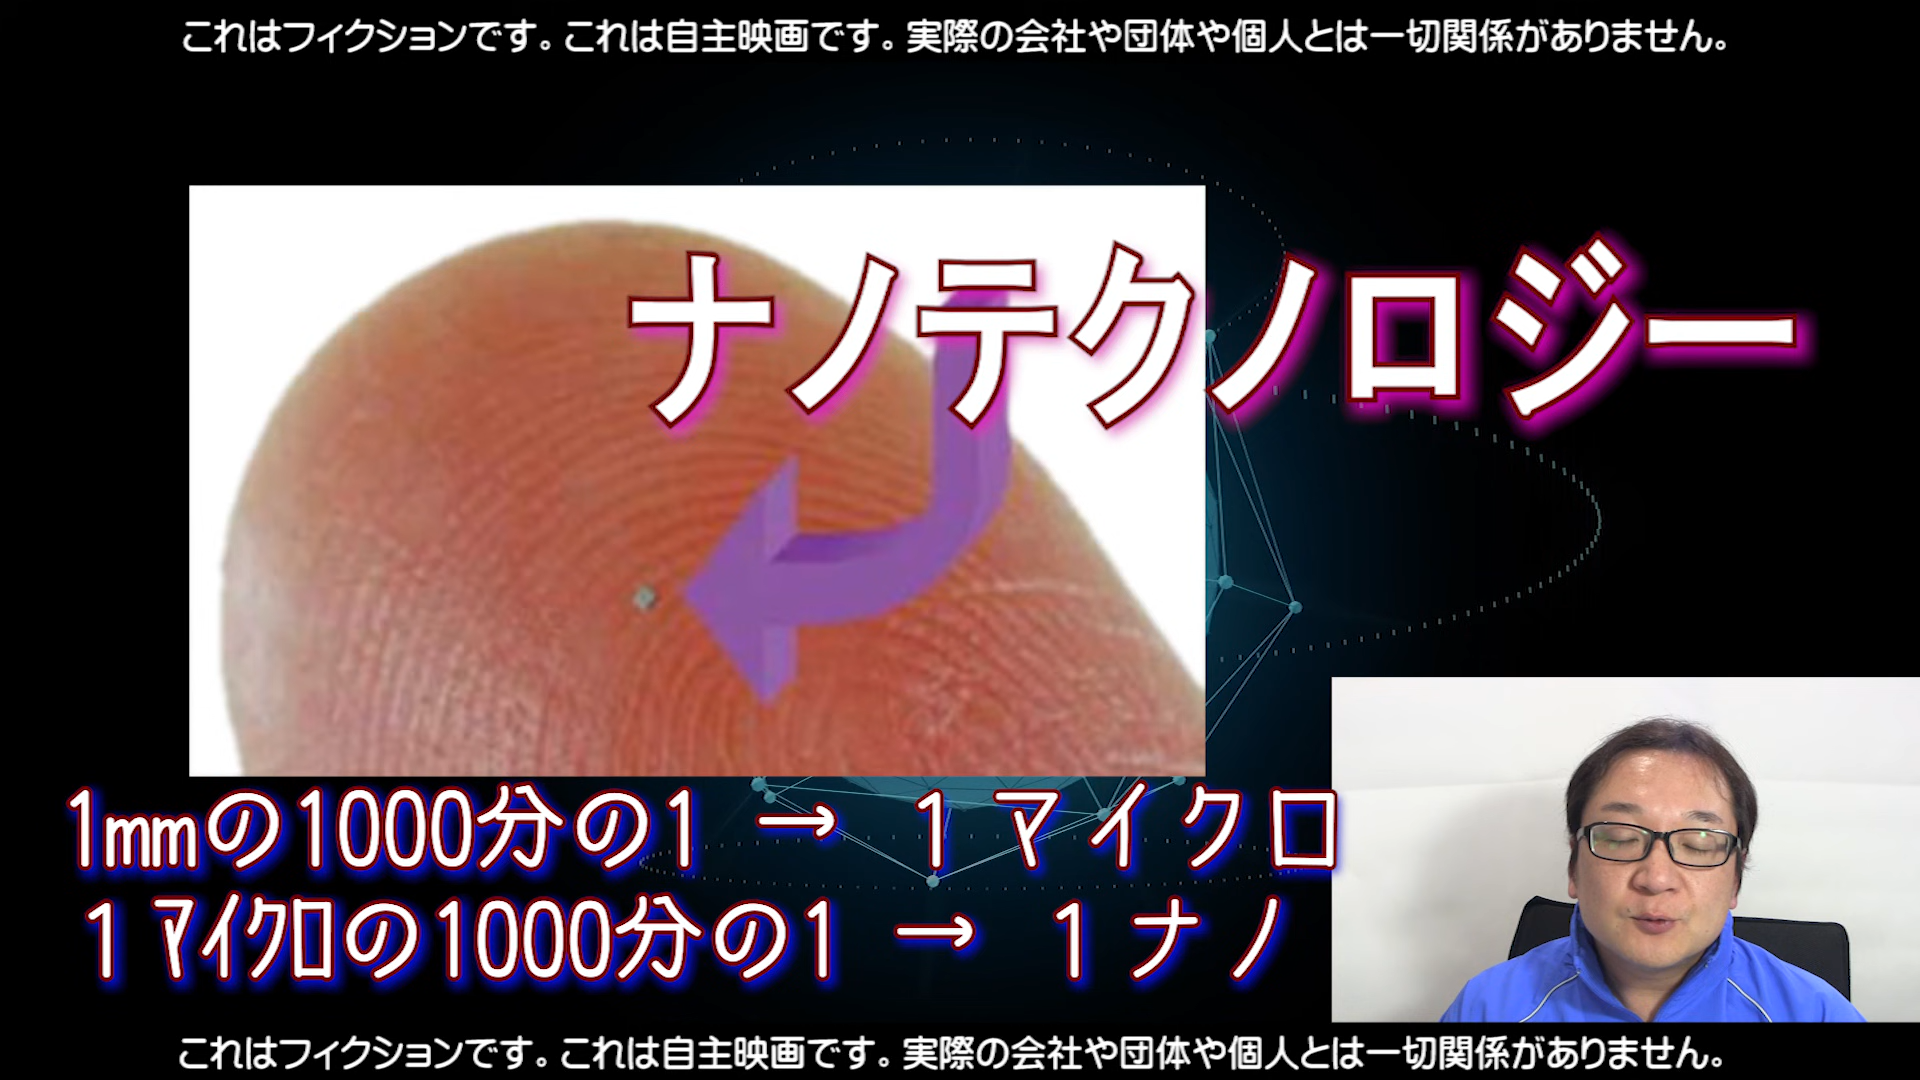 これはフィクションです。これは自主映画です。実際の会社や団体や個人とは一切関係がありません。
ナノテクノロジー
1mmの1000分の1 → 1マイクロ
1ﾏｲｸﾛの1000分の1 → 1ナノ
これはフィクションです。これは自主映画です。実際の会社や団体や個人とは一切関係がありません。